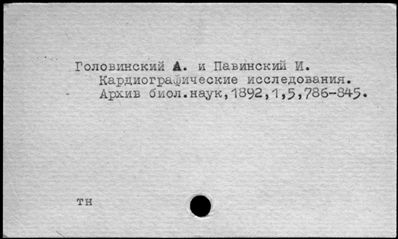 Головинский А. и Павинский И.
Кардиографические исследования.
Архив биол.наук,1892,1,5,786-845.
тн